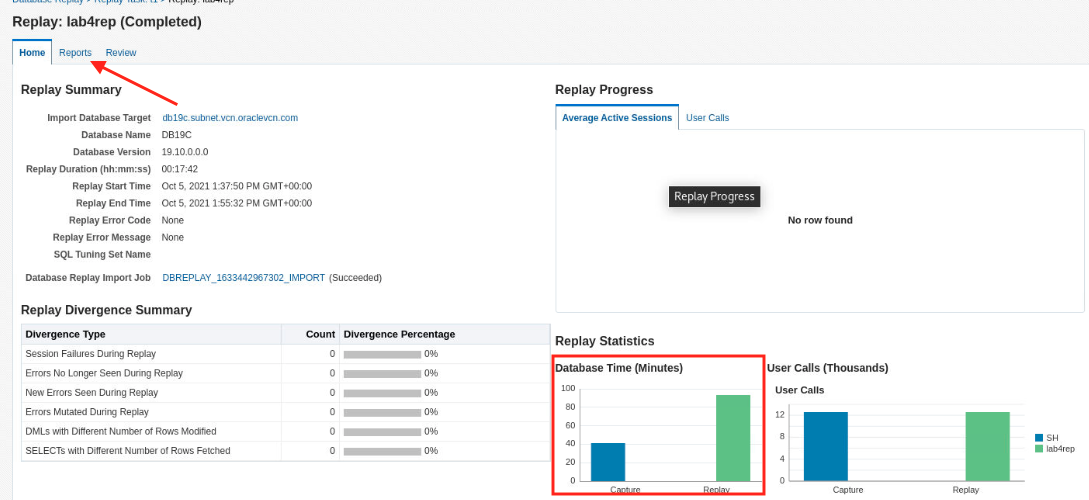 Database Replay > Replay Task: t1 > Replay: lab4rep
Replay: lab4rep (Completed)
Home Reports Review
Replay Summary
Import Database Target db19c.subnet.vcn.oraclevcn.com
Database Name DB19C
Database Version 19.10.0.0.0
Replay Duration (hh:mm:ss) 00:17:42
Replay Start Time Oct 5, 2021 1:37:50 PM GMT+00:00
Replay End Time Oct 5, 2021 1:55:32 PM GMT+00:00
Replay Error Code None
Replay Error Message None
SQL Tuning Set Name
Database Replay Import Job DBREPLAY_1633442967302_IMPORT (Succeeded)
Replay Divergence Summary
Divergence Type Count Divergence Percentage
Session Failures During Replay 0 0%
Errors No Longer Seen During Replay 0 0%
New Errors Seen During Replay 0 0%
Errors Mutated During Replay 0 0%
DMLs with Different Number of Rows Modified 0 0%
SELECTs with Different Number of Rows Fetched 0 0%
Replay Progress
Average Active Sessions User Calls
Replay Progress
No row found
Replay Statistics
Database Time (Minutes)
100
80
60
40
20
0
Capture Replay
User Calls (Thousands)
User Calls
12
8
4
0
Capture Replay
SH
lab4rep